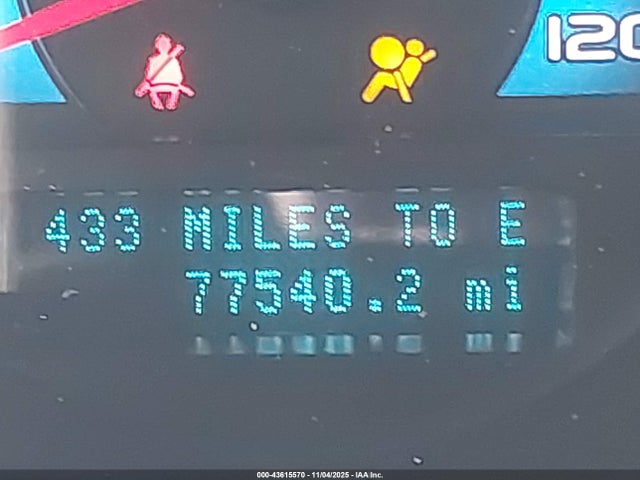 120
433 MILES TO E
77540.2 mi
000-43615570 - 11/04/2025 - IAA Inc.